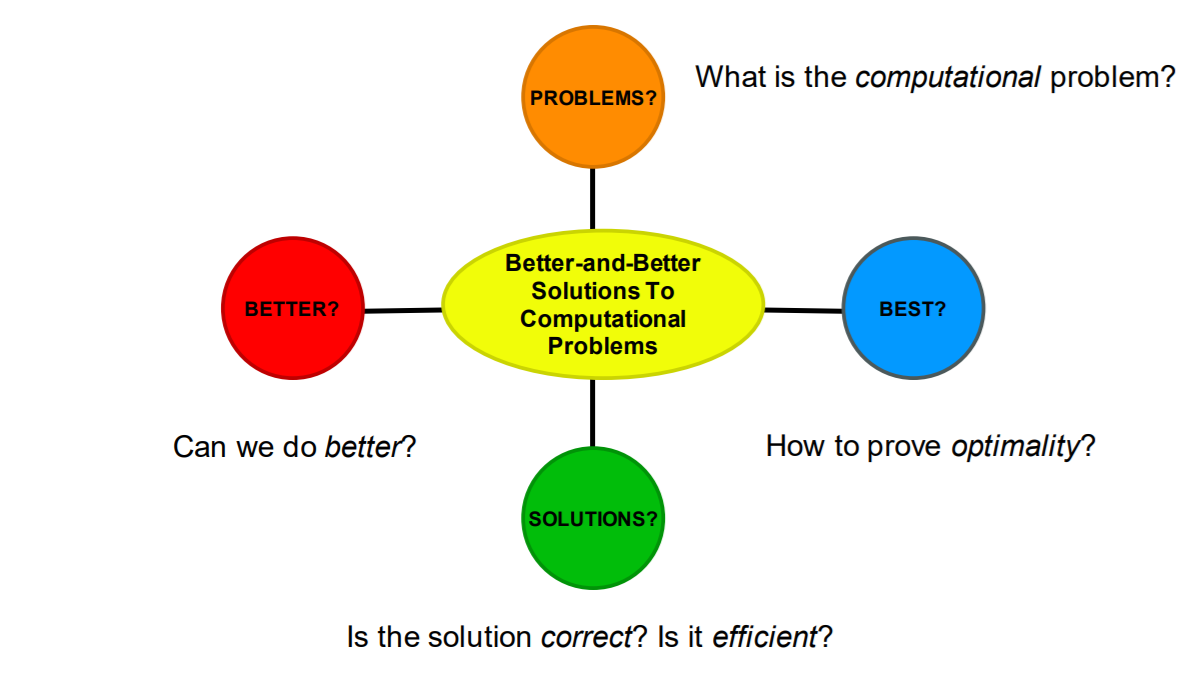 PROBLEMS?
What is the computational problem?
Better-and-Better
Solutions To
Computational
Problems
BETTER?
BEST?
Can we do better?
How to prove optimality?
SOLUTIONS?
Is the solution correct? Is it efficient?